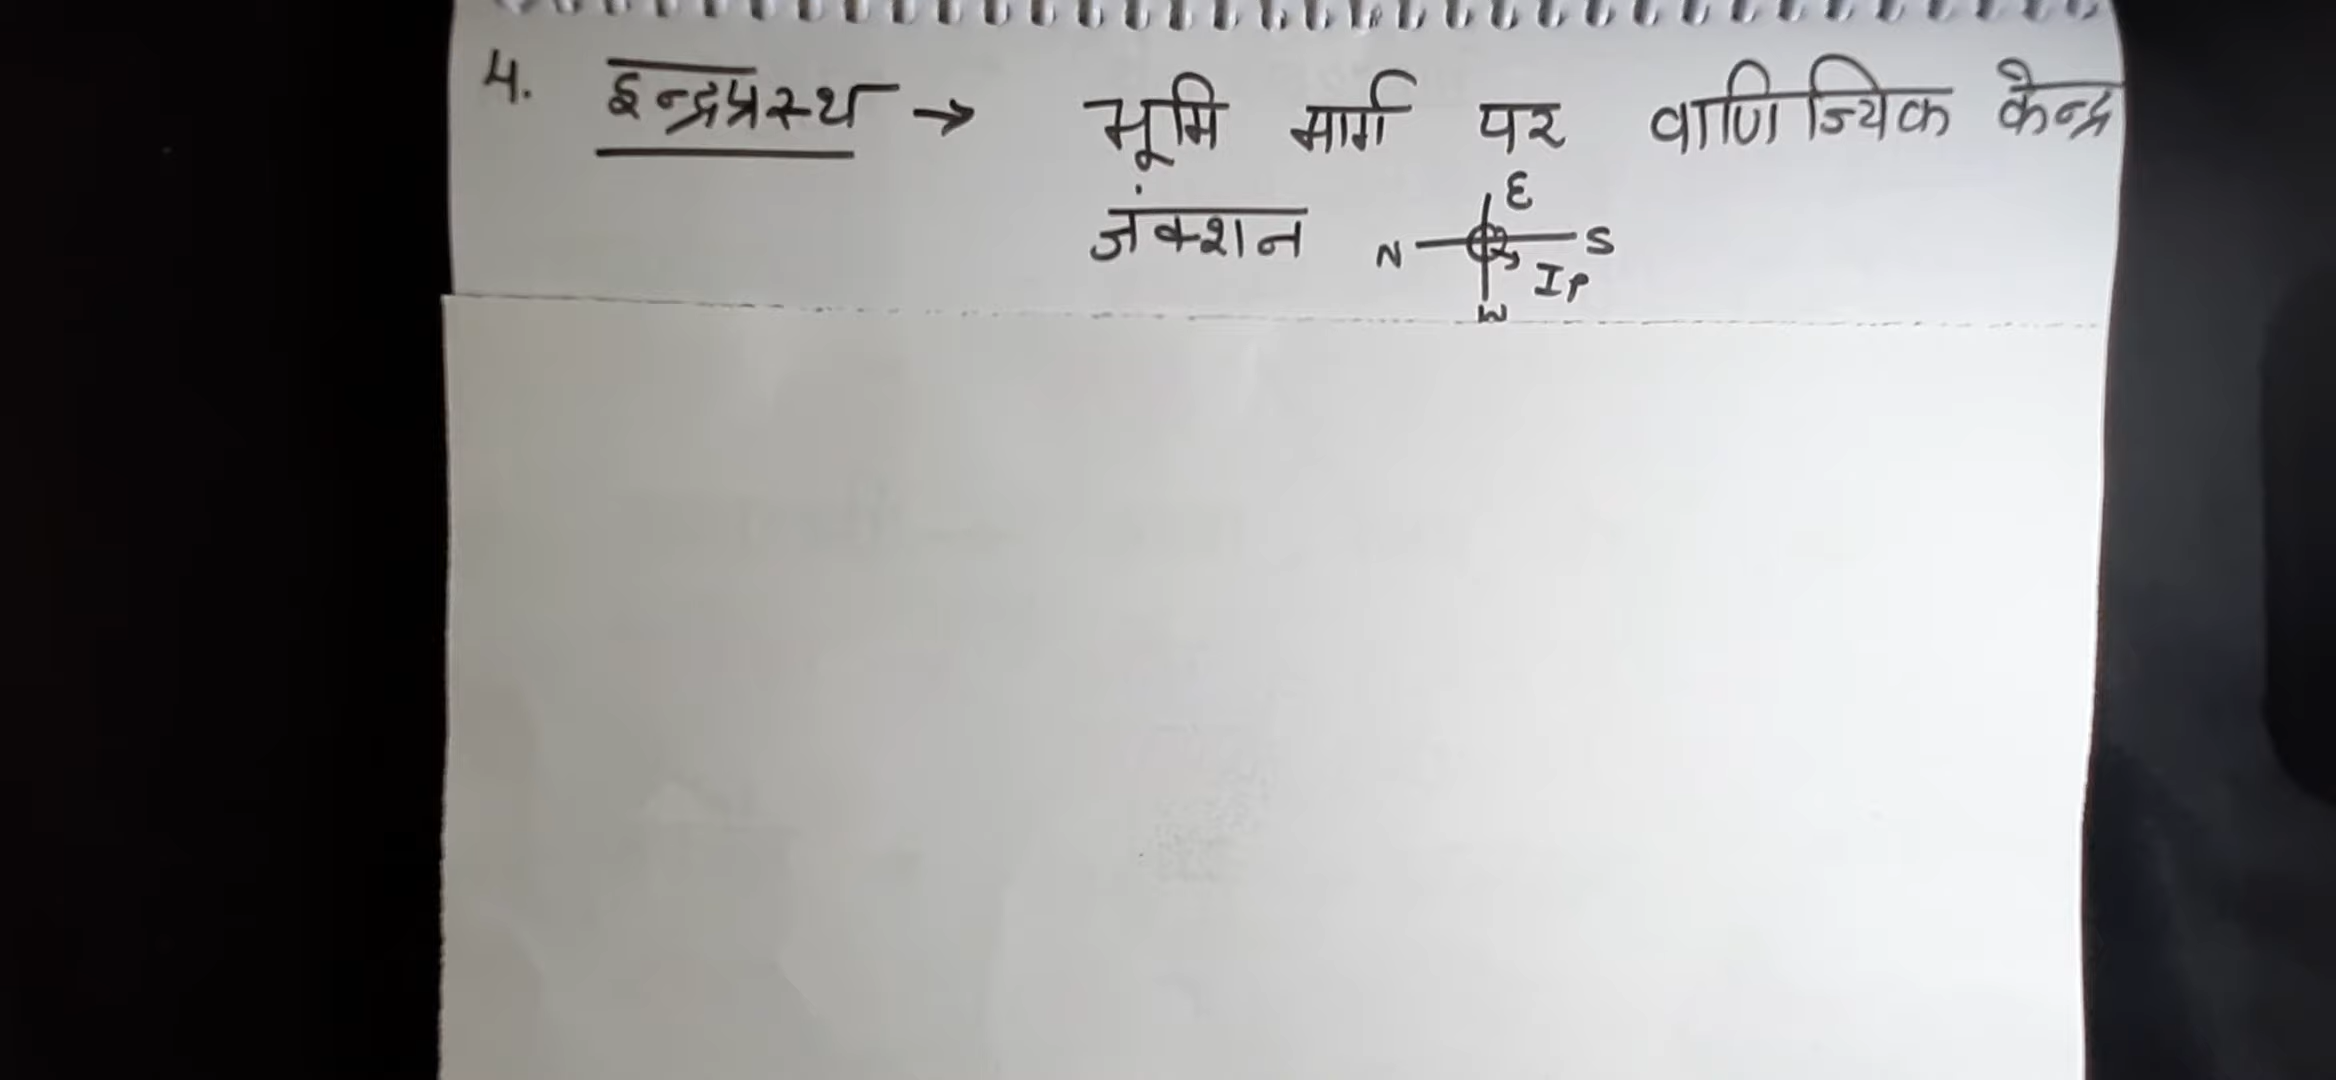 4. इन्द्रप्रस्थ → भूमि मार्ग पर वाणिज्यिक केन्द्र
जंक्शन
E
N S
IP
W